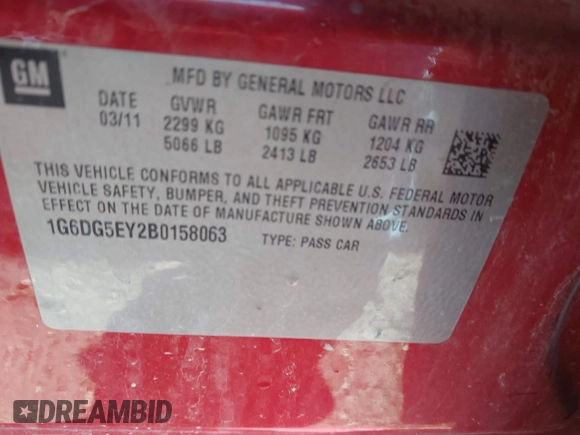 GM
MFD BY GENERAL MOTORS LLC
DATE GVWR GAWR FRT GAWR RR
03/11 2299 KG 1095 KG 1204 KG
5066 LB 2413 LB 2653 LB
THIS VEHICLE CONFORMS TO ALL APPLICABLE U.S. FEDERAL MOTOR
VEHICLE SAFETY, BUMPER, AND THEFT PREVENTION STANDARDS IN
EFFECT ON THE DATE OF MANUFACTURE SHOWN ABOVE.
1G6DG5EY2B0158063 TYPE: PASS CAR
DREAMBID